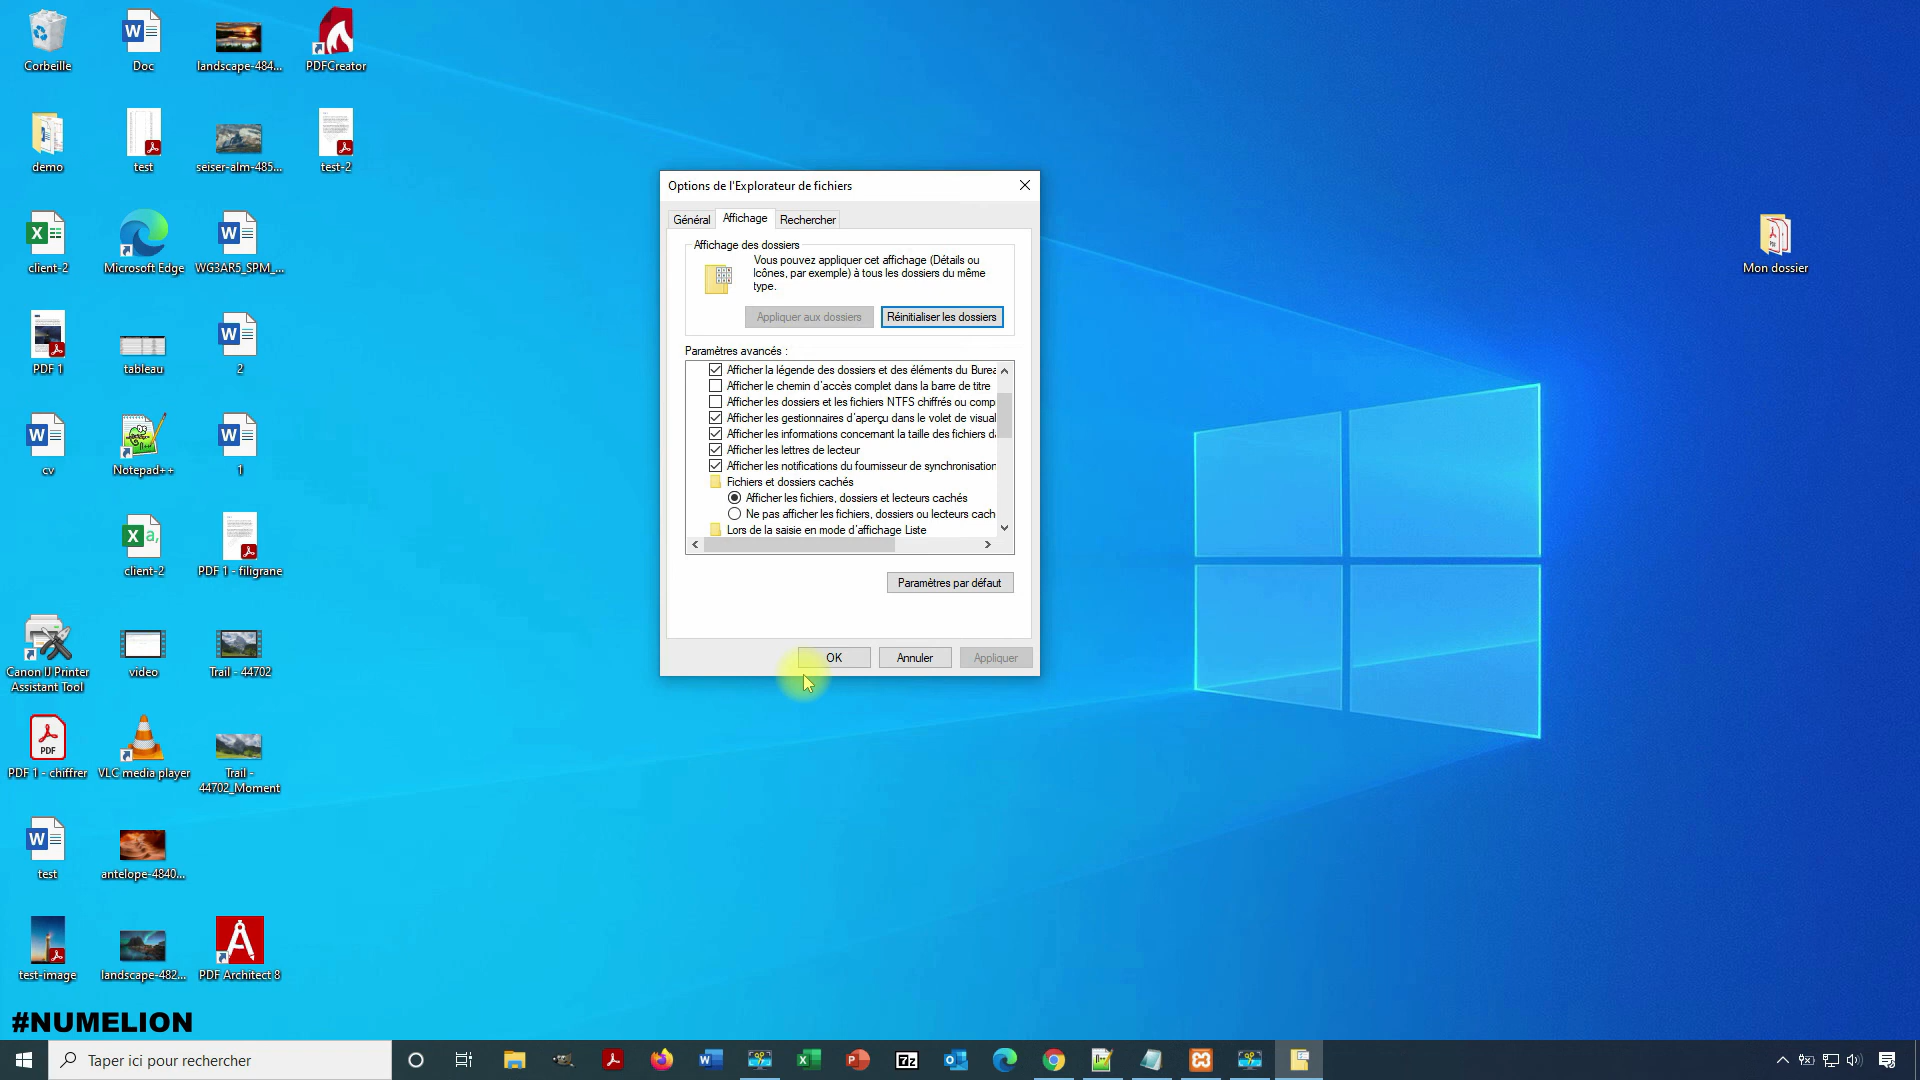 Corbeille
Doc
landscape-484...
PDFCreator
demo
test
seiser-alm-485...
test-2
client-2
Microsoft Edge
WG3AR5_SPM_...
PDF 1
tableau
2
cv
Notepad++
1
client-2
PDF 1 - filigrane
Canon IJ Printer
Assistant Tool
video
Trail - 44702
PDF
PDF 1 - chiffrer
VLC media player
Trail -
44702_Moment
test
antelope-4840...
test-image
landscape-482...
PDF Architect 8
Mon dossier
Options de l'Explorateur de fichiers
Général
Affichage
Rechercher
Affichage des dossiers
Vous pouvez appliquer cet affichage (Détails ou
Icônes, par exemple) à tous les dossiers du même
type.
Appliquer aux dossiers
Réinitialiser les dossiers
Paramètres avancés :
Afficher la légende des dossiers et des éléments du Burea
Afficher le chemin d'accès complet dans la barre de titre
Afficher les dossiers et les fichiers NTFS chiffrés ou comp
Afficher les gestionnaires d'aperçu dans le volet de visual
Afficher les informations concernant la taille des fichiers da
Afficher les lettres de lecteur
Afficher les notifications du fournisseur de synchronisation
Fichiers et dossiers cachés
Afficher les fichiers, dossiers et lecteurs cachés
Ne pas afficher les fichiers, dossiers ou lecteurs cach
Lors de la saisie en mode d'affichage Liste
Paramètres par défaut
OK
Annuler
Appliquer
#NUMELION
Taper ici pour rechercher